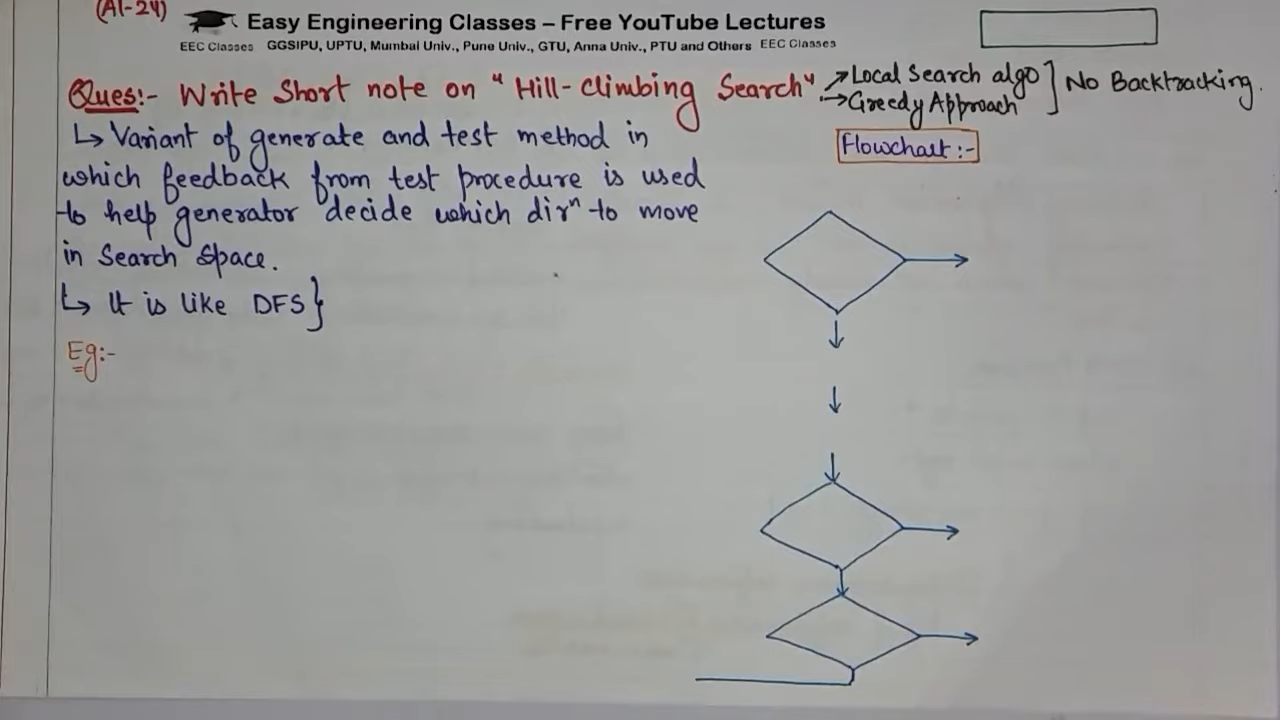 (AI-24)
Easy Engineering Classes – Free YouTube Lectures
EEC Classes GGSIPU, UPTU, Mumbai Univ., Pune Univ., GTU, Anna Univ., PTU and Others EEC Classes
Ques:- Write Short note on "Hill-Climbing Search"
→ Local Search algo
→ Greedy Approach
] No Backtracking.
↳ Variant of generate and test method in
which feedback from test procedure is used
to help generator decide which dirⁿ to move
in Search Space.
↳ It is like DFS}
Eg:-
Flowchart:-